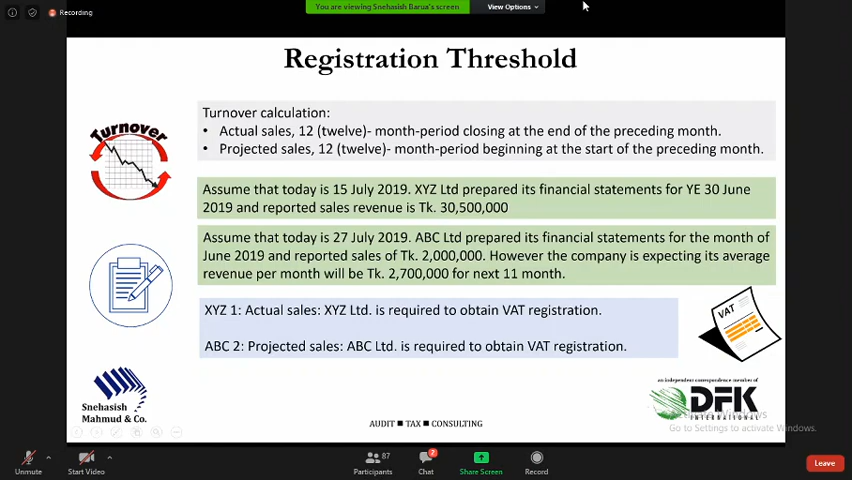 Recording
You are viewing Snehasish Barua's screen
View Options
Registration Threshold
Turnover
Turnover calculation:
• Actual sales, 12 (twelve)- month-period closing at the end of the preceding month.
• Projected sales, 12 (twelve)- month-period beginning at the start of the preceding month.
Assume that today is 15 July 2019. XYZ Ltd prepared its financial statements for YE 30 June
2019 and reported sales revenue is Tk. 30,500,000
Assume that today is 27 July 2019. ABC Ltd prepared its financial statements for the month of
June 2019 and reported sales of Tk. 2,000,000. However the company is expecting its average
revenue per month will be Tk. 2,700,000 for next 11 month.
XYZ 1: Actual sales: XYZ Ltd. is required to obtain VAT registration.
ABC 2: Projected sales: ABC Ltd. is required to obtain VAT registration.
VAT
Snehasish
Mahmud & Co.
an independent correspondence member of
DFK
INTERNATIONAL
AUDIT ■ TAX ■ CONSULTING
Activate Windows
Go to Settings to activate Windows.
Unmute
Start Video
87
Participants
2
Chat
Share Screen
Record
Leave